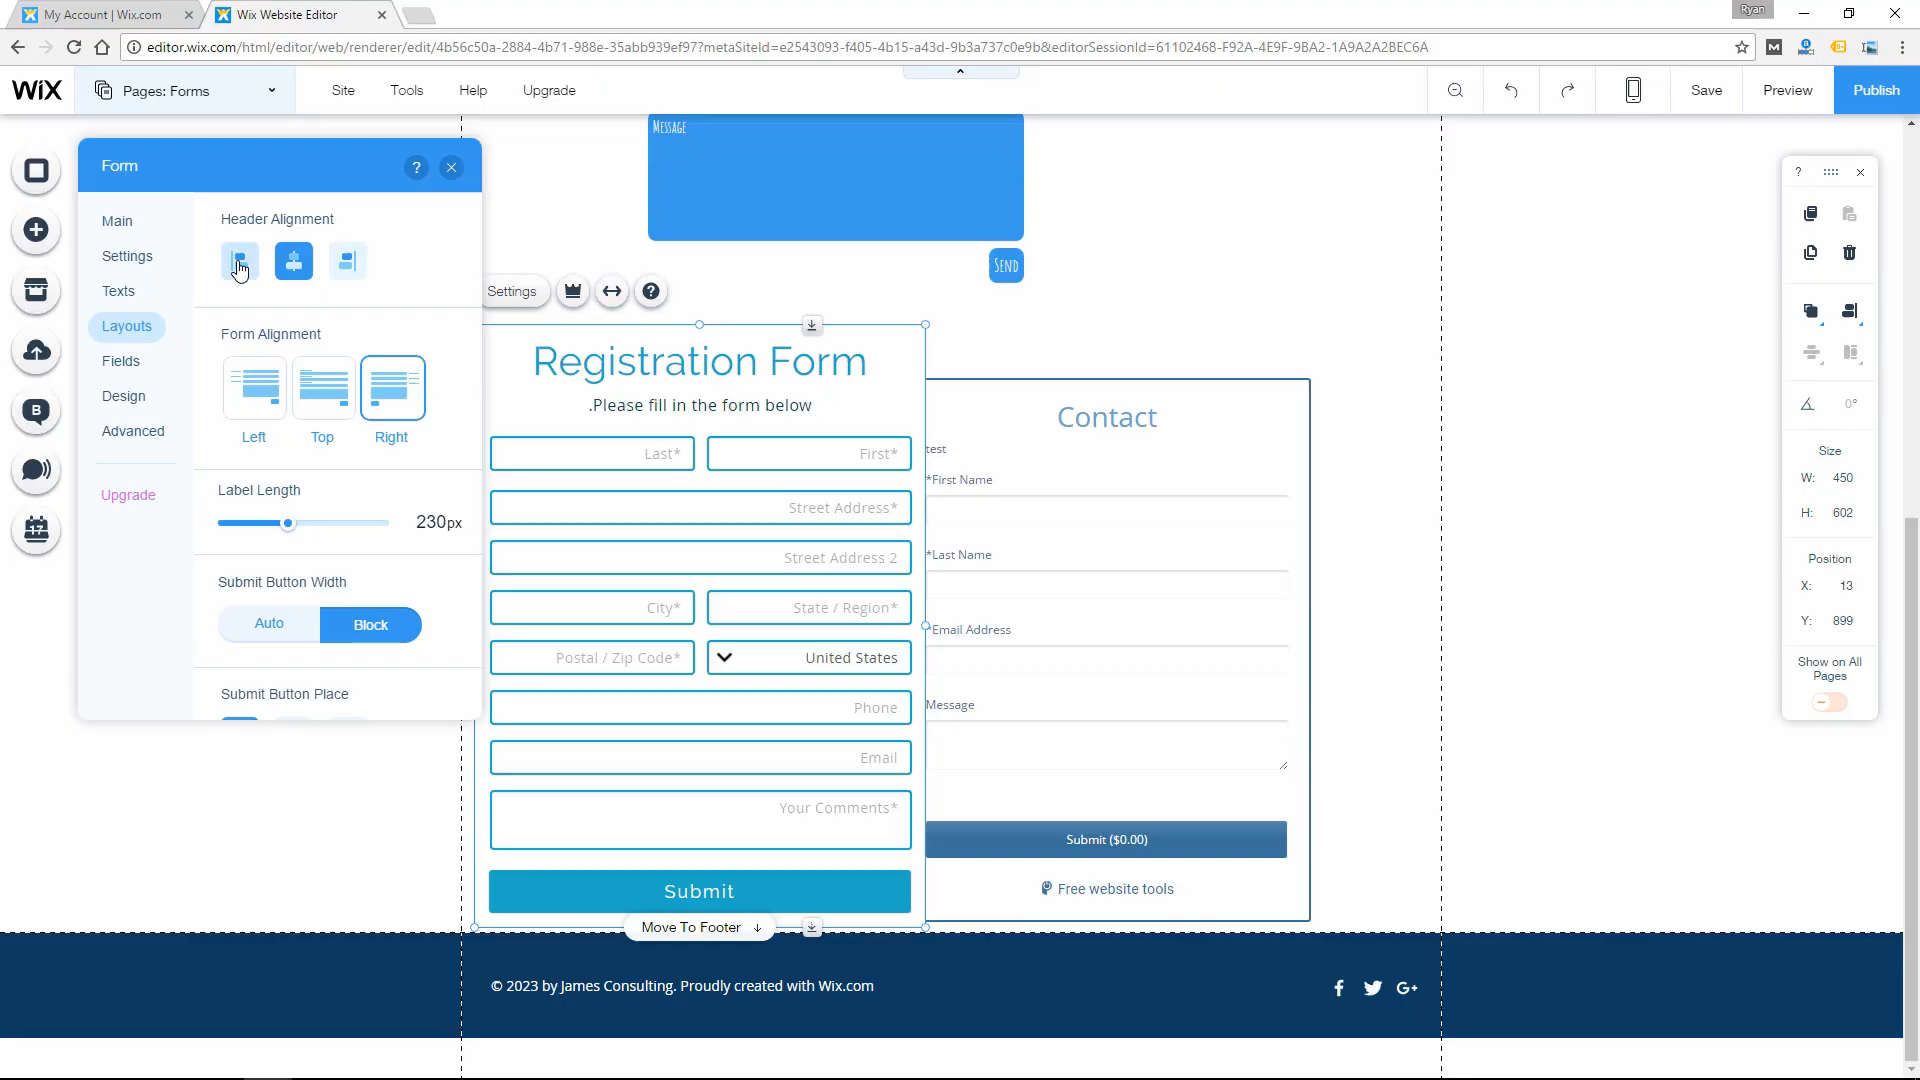 My Account | Wix.com
Wix Website Editor
Ryan
editor.wix.com/html/editor/web/renderer/edit/4b56c50a-2884-4b71-988e-35abb939ef97?metaSiteId=e2543093-f405-4b15-a43d-9b3a737c0e9b&editorSessionId=61102468-F92A-4E9F-9BA2-1A9A2A2BEC6A
WiX
Pages: Forms
Site
Tools
Help
Upgrade
Save
Preview
Publish
Message
Send
Form
?
Main
Settings
Texts
Layouts
Fields
Design
Advanced
Upgrade
Header Alignment
Form Alignment
Left
Top
Right
Label Length
230px
Submit Button Width
Auto
Block
Submit Button Place
B
17
Settings
?
Registration Form
.Please fill in the form below
Last*
First*
Street Address*
Street Address 2
City*
State / Region*
Postal / Zip Code*
United States
Phone
Email
Your Comments*
Submit
Move To Footer ↓
Contact
test
*First Name
*Last Name
*Email Address
Message
Submit ($0.00)
Free website tools
?
0°
Size
W: 450
H: 602
Position
X: 13
Y: 899
Show on All
Pages
© 2023 by James Consulting. Proudly created with Wix.com
G+